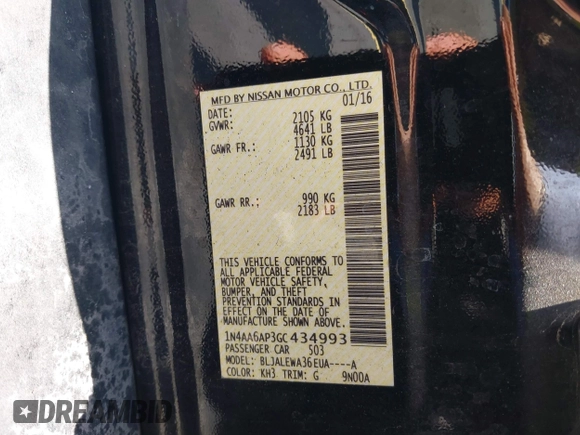 MFD BY NISSAN MOTOR CO., LTD.
DATE: 01/16
GVWR: 2105 KG
4641 LB
GAWR FR.: 1130 KG
2491 LB
GAWR RR.: 990 KG
2183 LB
THIS VEHICLE CONFORMS TO
ALL APPLICABLE FEDERAL
MOTOR VEHICLE SAFETY,
BUMPER, AND THEFT
PREVENTION STANDARDS IN
EFFECT ON THE DATE OF
MANUFACTURE SHOWN ABOVE.
1N4AA6AP3GC434993
PASSENGER CAR 503
MODEL: BLJALEWA36EUA----A
COLOR: KH3 TRIM: G 9N00A
DREAMBID